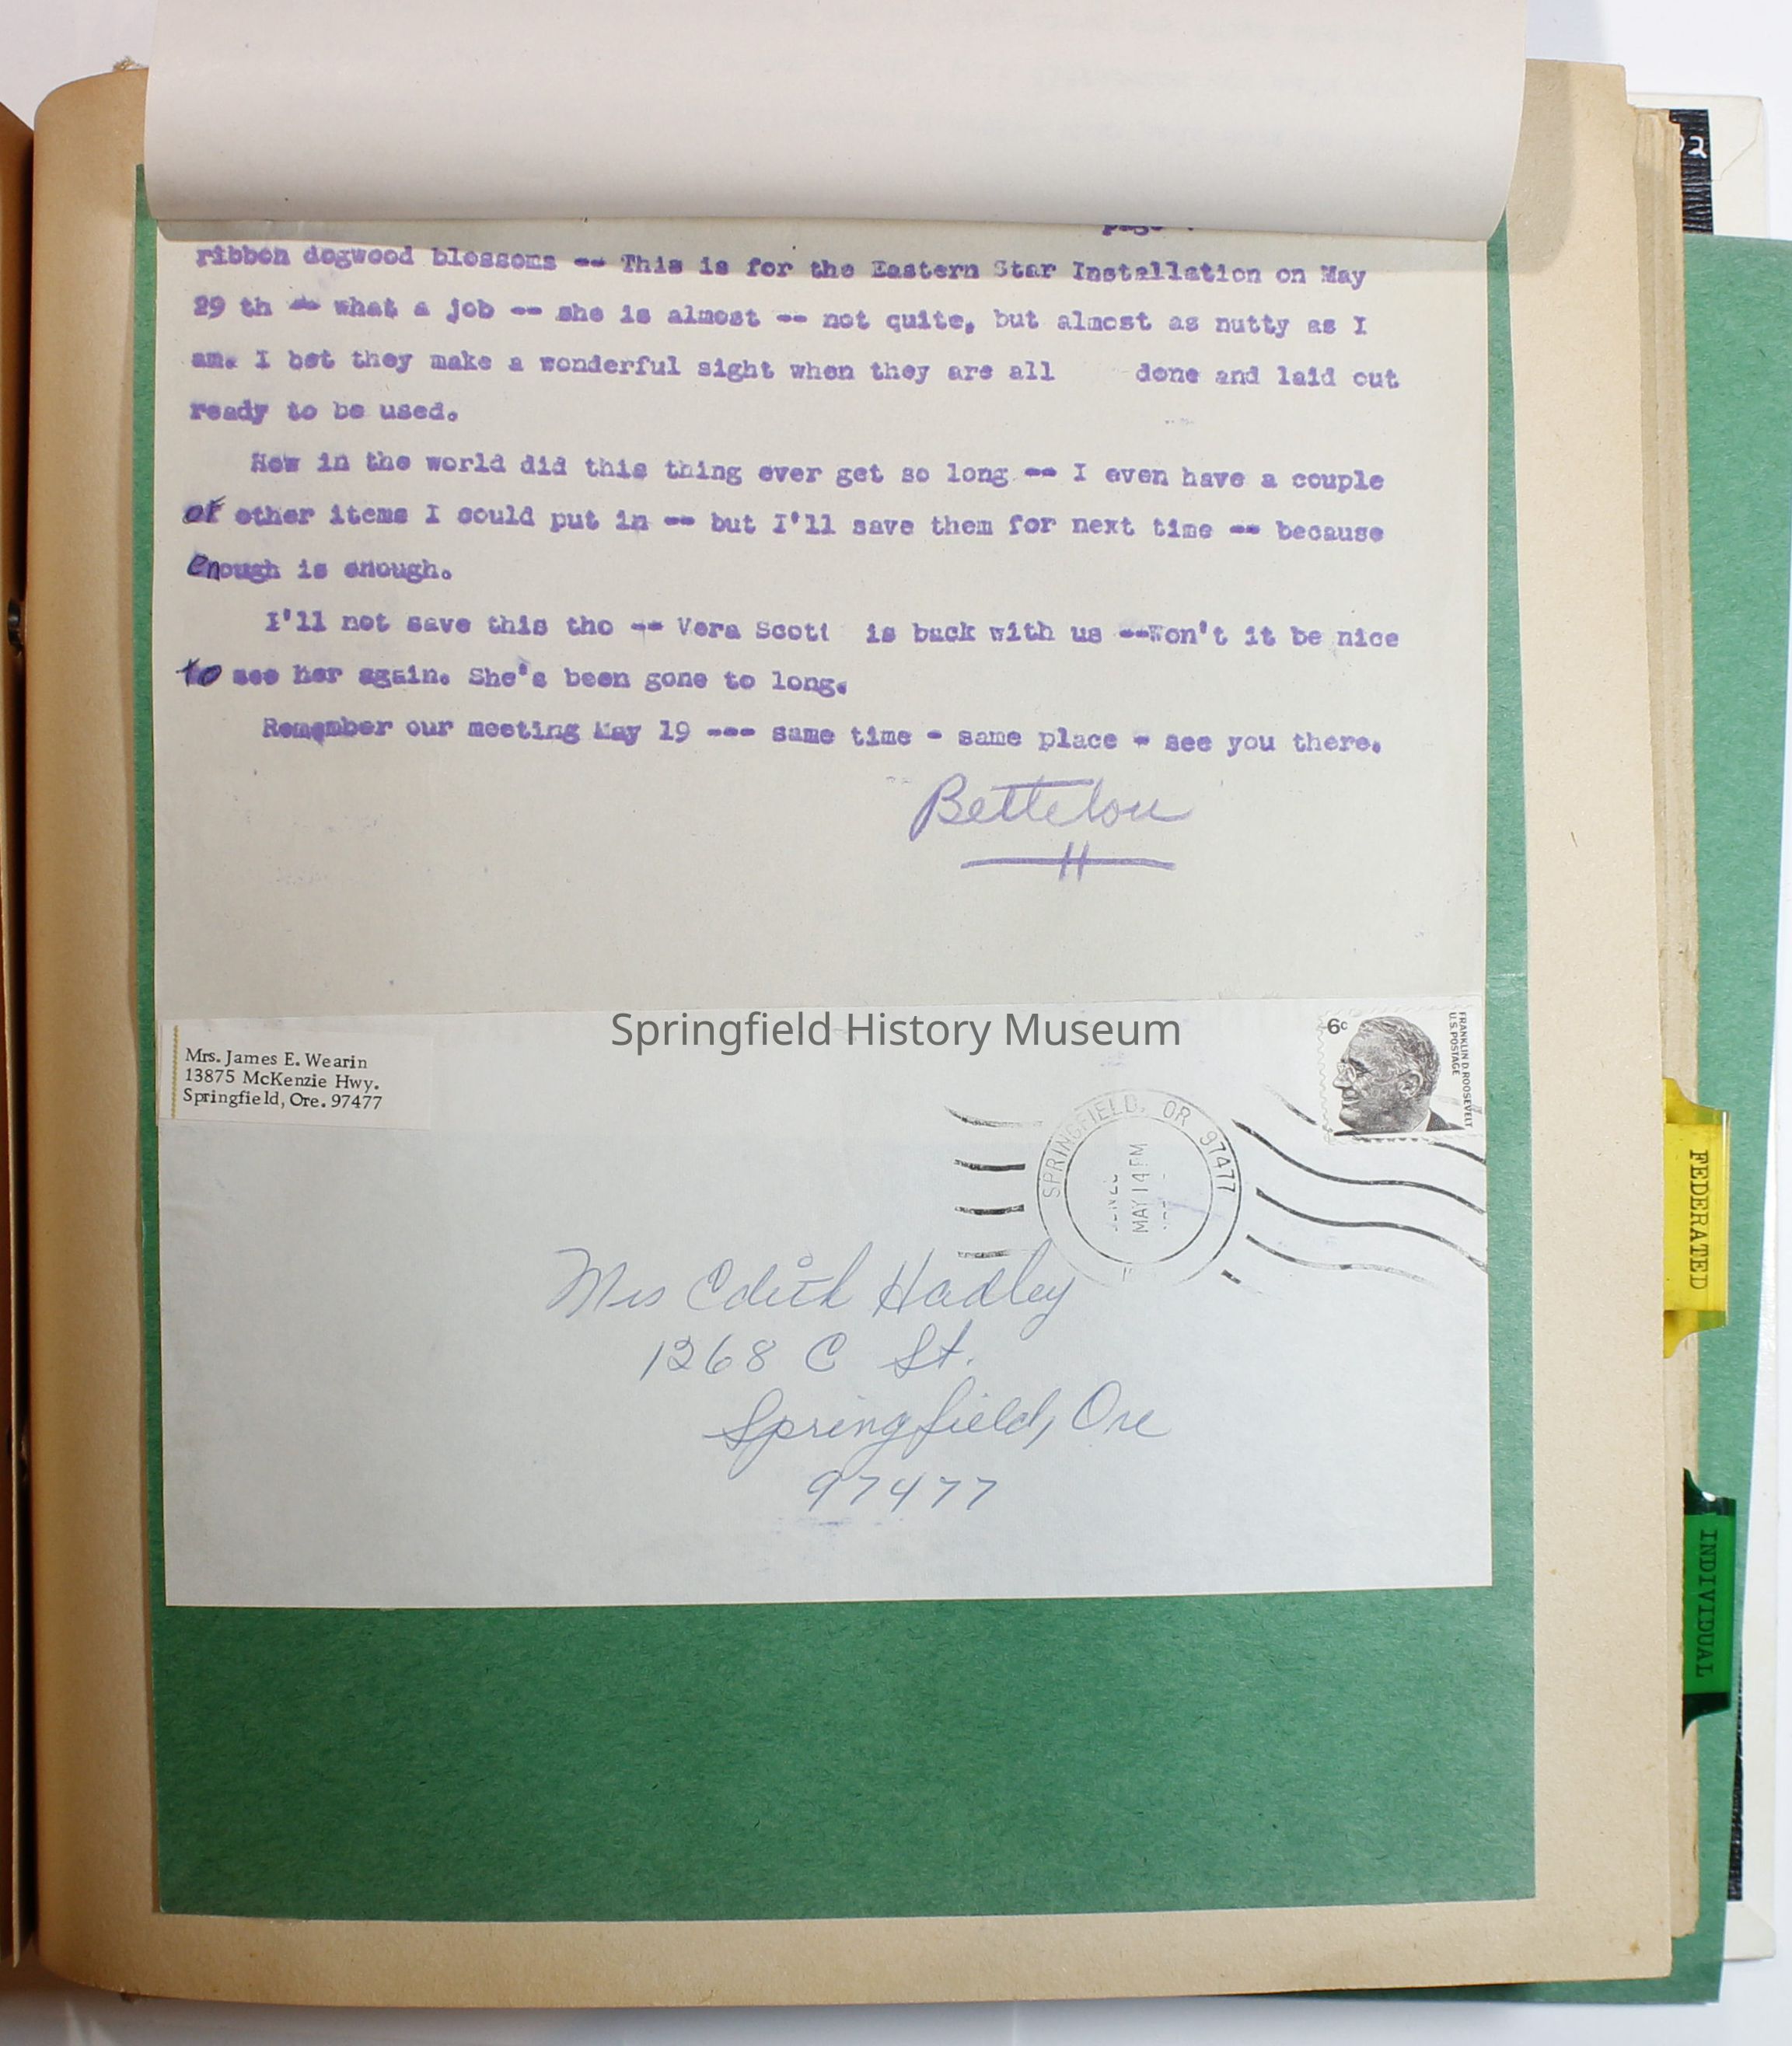 page
ribbon dogwood blossoms -- This is for the Eastern Star Installation on May
29 th -- what a job -- she is almost -- not quite, but almost as nutty as I
am. I bet they make a wonderful sight when they are all done and laid out
ready to be used.
How in the world did this thing ever get so long -- I even have a couple
of other items I could put in -- but I'll save them for next time -- because
enough is enough.
I'll not save this tho -- Vera Scott is back with us --Won't it be nice
to see her again. She's been gone to long.
Remember our meeting May 19 --- same time - same place - see you there.
Bettelou
Springfield History Museum
Mrs. James E. Wearin
13875 McKenzie Hwy.
Springfield, Ore. 97477
6c
FRANKLIN D. ROOSEVELT
U.S. POSTAGE
SPRINGFIELD, OR 97477
MAY 14 PM
Mrs Edith Hadley
1268 C St.
Springfield, Ore
97477
FEDERATED
INDIVIDUAL